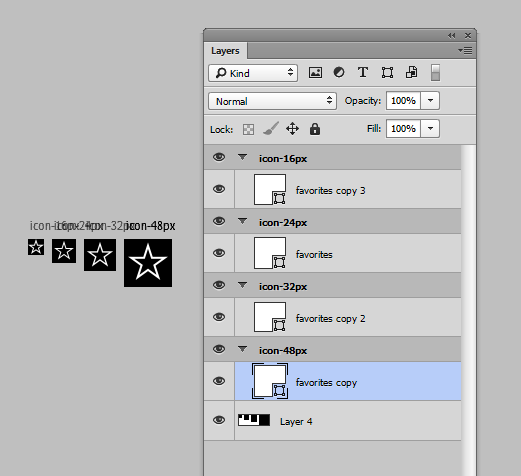 Layers
Kind
Normal Opacity: 100%
Lock: Fill: 100%
icon-16px
favorites copy 3
icon-24px
favorites
icon-32px
favorites copy 2
icon-48px
favorites copy
Layer 4
icon-16px icon-24px icon-32px icon-48px